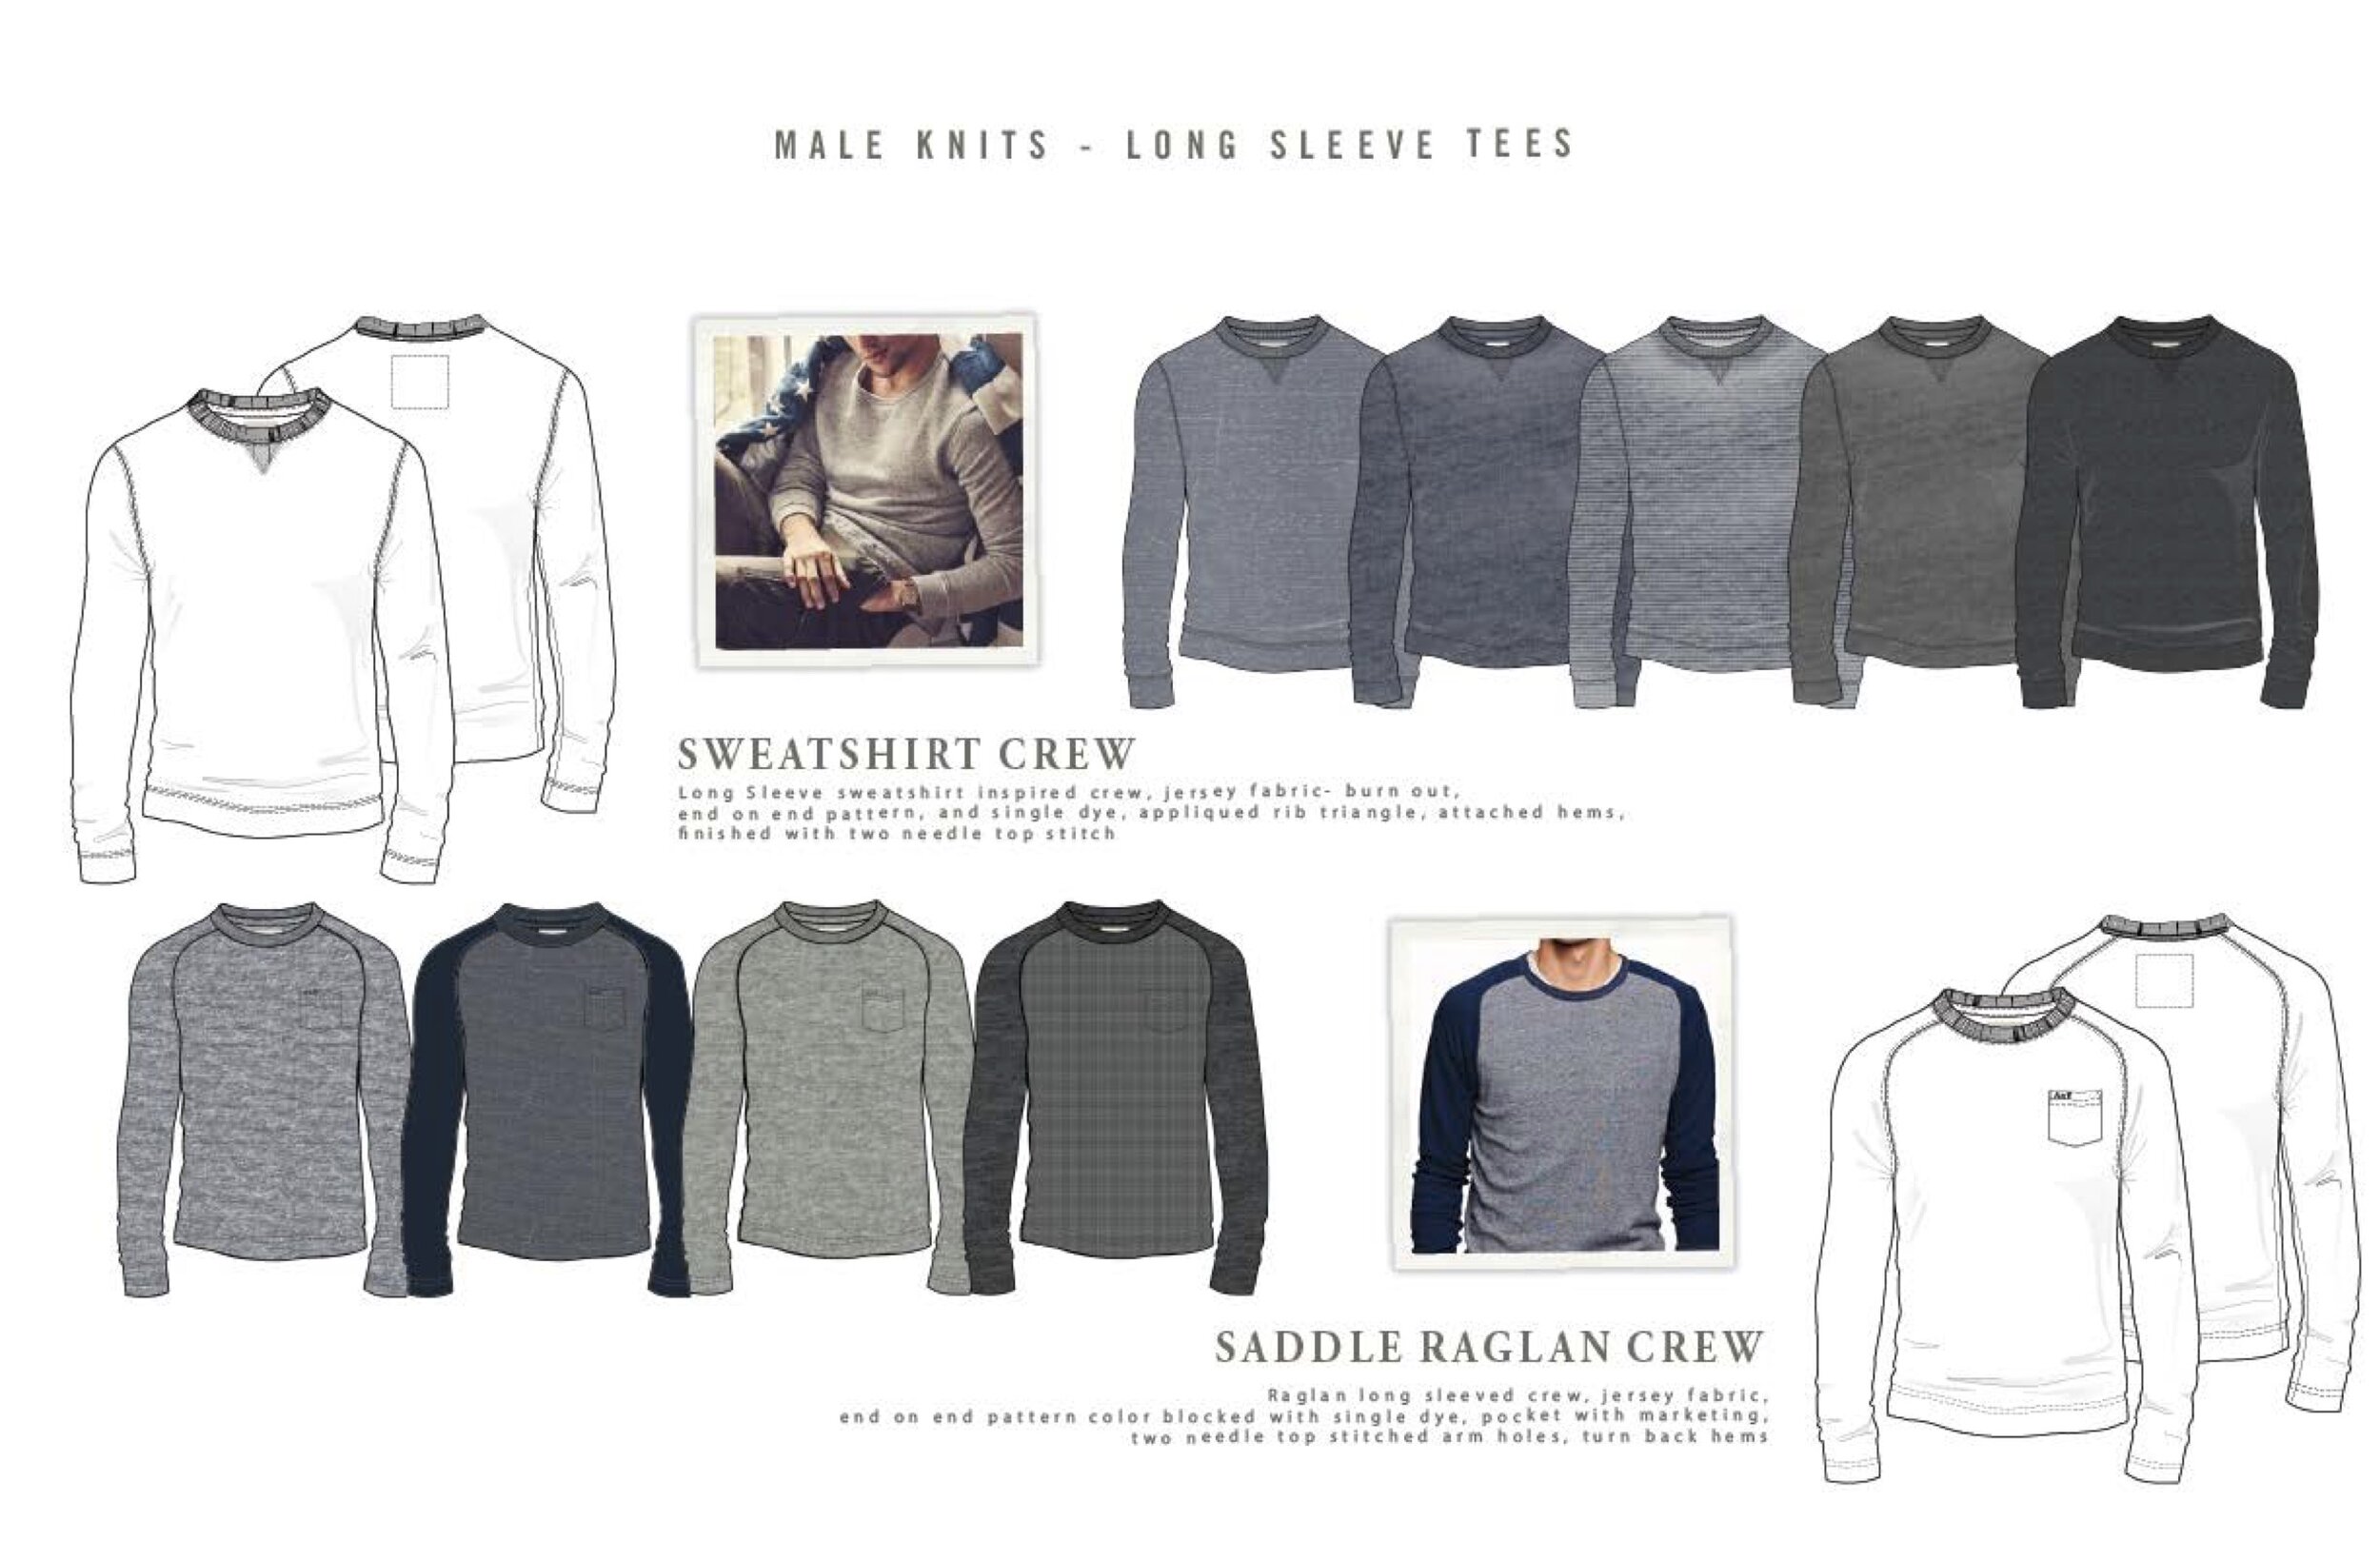 MALE KNITS - LONG SLEEVE TEES
SWEATSHIRT CREW
Long Sleeve sweatshirt inspired crew, jersey fabric- burn out,
end on end pattern, and single dye, appliqued rib triangle, attached hems,
finished with two needle top stitch
SADDLE RAGLAN CREW
Raglan long sleeved crew, jersey fabric,
end on end pattern color blocked with single dye, pocket with marketing,
two needle top stitched arm holes, turn back hems